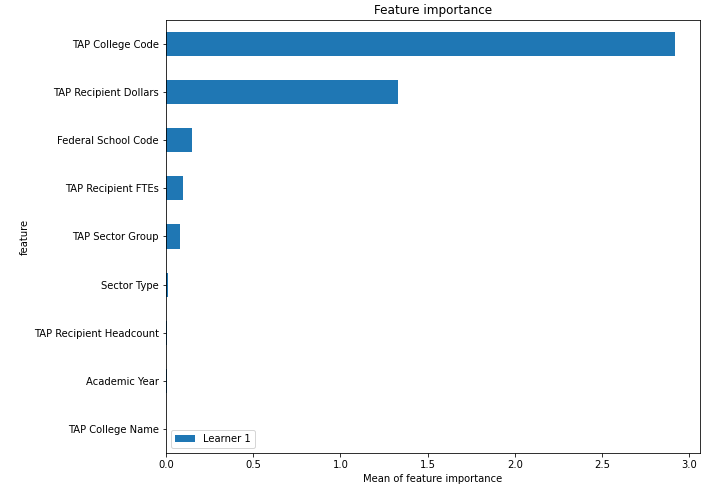 Feature importance
TAP College Code
TAP Recipient Dollars
Federal School Code
TAP Recipient FTEs
TAP Sector Group
Sector Type
TAP Recipient Headcount
Academic Year
TAP College Name
feature
Learner 1
0.0 0.5 1.0 1.5 2.0 2.5 3.0
Mean of feature importance